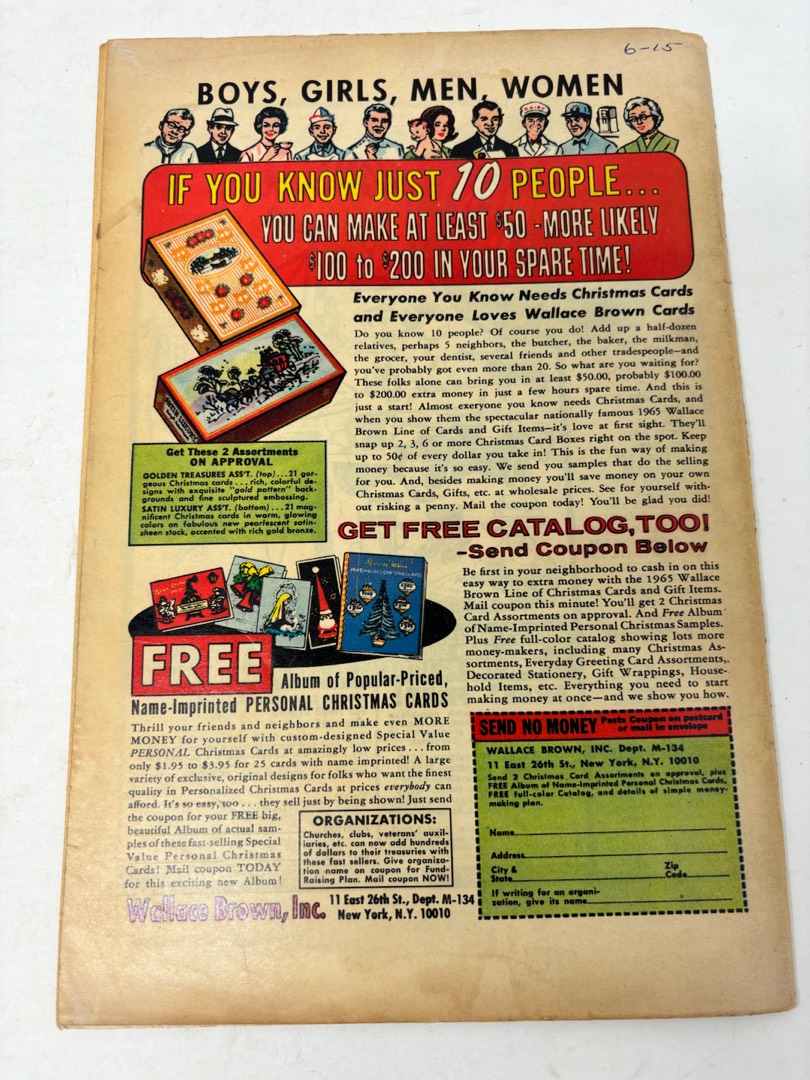 6-15
BOYS, GIRLS, MEN, WOMEN
DAIRY
IF YOU KNOW JUST 10 PEOPLE...
YOU CAN MAKE AT LEAST $50 - MORE LIKELY
$100 to $200 IN YOUR SPARE TIME!
Everyone You Know Needs Christmas Cards
and Everyone Loves Wallace Brown Cards
Do you know 10 people? Of course you do! Add up a half-dozen
relatives, perhaps 5 neighbors, the butcher, the baker, the milkman,
the grocer, your dentist, several friends and other tradespeople—and
you've probably got even more than 20. So what are you waiting for?
These folks alone can bring you in at least $50.00, probably $100.00
to $200.00 extra money in just a few hours spare time. And this is
just a start! Almost everyone you know needs Christmas Cards, and
when you show them the spectacular nationally famous 1965 Wallace
Brown Line of Cards and Gift Items—it's love at first sight. They'll
snap up 2, 3, 6 or more Christmas Card Boxes right on the spot. Keep
up to 50¢ of every dollar you take in! This is the fun way of making
money because it's so easy. We send you samples that do the selling
for you. And, besides making money you'll save money on your own
Christmas Cards, Gifts, etc. at wholesale prices. See for yourself with-
out risking a penny. Mail the coupon today! You'll be glad you did!
Get These 2 Assortments
ON APPROVAL
GOLDEN TREASURES ASS'T. (top)...21 gor-
geous Christmas cards...rich, colorful de-
signs with exquisite "gold pattern" back-
grounds and fine sculptured embossing.
SATIN LUXURY ASS'T. (bottom)...21 mag-
nificent Christmas cards in warm, glowing
colors on fabulous new pearlescent satin-
sheen stock, accented with rich gold bronze.
GET FREE CATALOG, TOO!
-Send Coupon Below
Be first in your neighborhood to cash in on this
easy way to extra money with the 1965 Wallace
Brown Line of Christmas Cards and Gift Items.
Mail coupon this minute! You'll get 2 Christmas
Card Assortments on approval. And Free Album
of Name-Imprinted Personal Christmas Samples.
Plus Free full-color catalog showing lots more
money-makers, including many Christmas As-
sortments, Everyday Greeting Card Assortments,
Decorated Stationery, Gift Wrappings, House-
hold Items, etc. Everything you need to start
making money at once—and we show you how.
FREE Album of Popular-Priced,
Name-Imprinted PERSONAL CHRISTMAS CARDS
Thrill your friends and neighbors and make even MORE
MONEY for yourself with custom-designed Special Value
PERSONAL Christmas Cards at amazingly low prices...from
only $1.95 to $3.95 for 25 cards with name imprinted! A large
variety of exclusive, original designs for folks who want the finest
quality in Personalized Christmas Cards at prices everybody can
afford. It's so easy, too...they sell just by being shown! Just send
the coupon for your FREE big,
beautiful Album of actual sam-
ples of these fast-selling Special
Value Personal Christmas
Cards! Mail coupon TODAY
for this exciting new Album!
ORGANIZATIONS:
Churches, clubs, veterans' auxil-
iaries, etc. can now add hundreds
of dollars to their treasuries with
these fast sellers. Give organiza-
tion name on coupon for Fund-
Raising Plan. Mail coupon NOW!
Wallace Brown, Inc. 11 East 26th St., Dept. M-134
New York, N.Y. 10010
SEND NO MONEY Paste Coupon on postcard
or mail in envelope
WALLACE BROWN, INC. Dept. M-134
11 East 26th St., New York, N.Y. 10010
Send 2 Christmas Card Assortments on approval, plus
FREE Album of Name-Imprinted Personal Christmas Cards,
FREE full-color Catalog, and details of simple money-
making plan.
Name
Address
City & State Zip Code
If writing for an organi-
zation, give its name